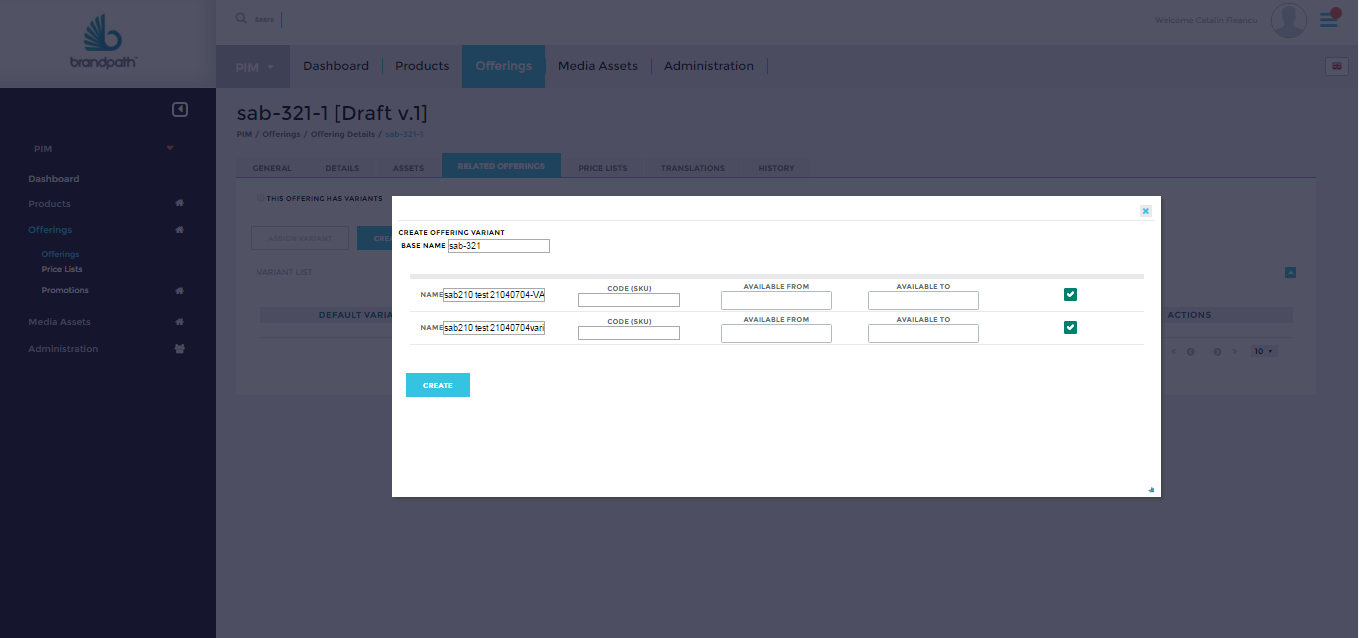 brandpath
Search
Welcome Catalin Floarcu
PIM
Dashboard
Products
Offerings
Media Assets
Administration
sab-321-1 [Draft v.1]
PIM / Offerings / Offering Details / sab-321-1
PIM
Dashboard
Products
Offerings
Offerings
Price Lists
Promotions
Media Assets
Administration
GENERAL
DETAILS
ASSETS
RELATED OFFERINGS
PRICE LISTS
TRANSLATIONS
HISTORY
THIS OFFERING HAS VARIANTS
ASSIGN VARIANT
CREA
VARIANT LIST
DEFAULT VARIA
ACTIONS
10
CREATE OFFERING VARIANT
BASE NAME sab-321
NAME sab210 test 21040704-VA
CODE (SKU)
AVAILABLE FROM
AVAILABLE TO
NAME sab210 test 21040704vari
CODE (SKU)
AVAILABLE FROM
AVAILABLE TO
CREATE